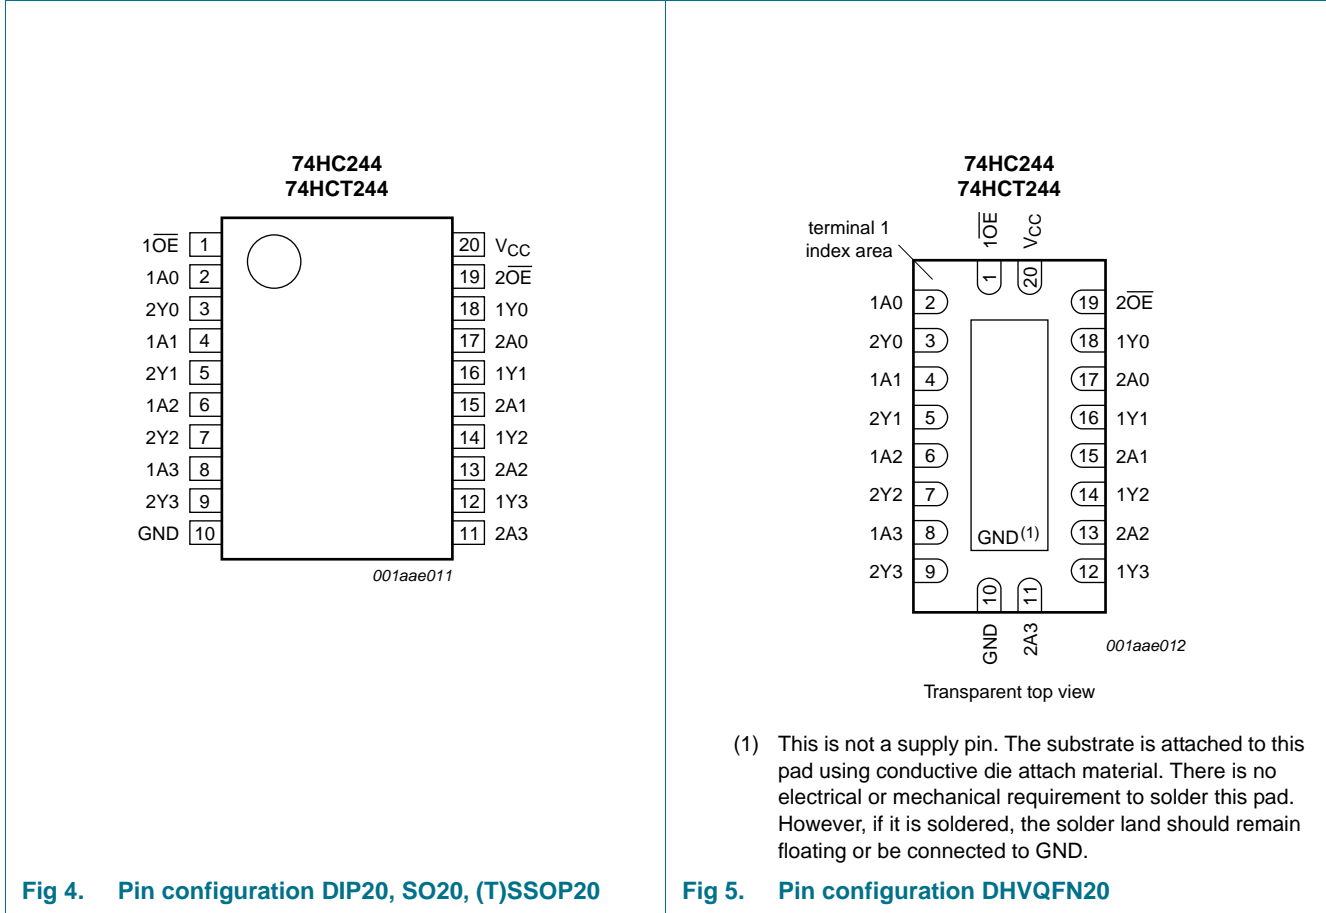 74HC244
74HCT244
1O̅E̅ 1
1A0 2
2Y0 3
1A1 4
2Y1 5
1A2 6
2Y2 7
1A3 8
2Y3 9
GND 10
20 VCC
19 2O̅E̅
18 1Y0
17 2A0
16 1Y1
15 2A1
14 1Y2
13 2A2
12 1Y3
11 2A3
001aae011
Fig 4. Pin configuration DIP20, SO20, (T)SSOP20
74HC244
74HCT244
terminal 1
index area
1O̅E̅
VCC
1
20
1A0 2
2Y0 3
1A1 4
2Y1 5
1A2 6
2Y2 7
1A3 8
2Y3 9
19 2O̅E̅
18 1Y0
17 2A0
16 1Y1
15 2A1
14 1Y2
13 2A2
12 1Y3
GND(1)
10
11
GND
2A3
001aae012
Transparent top view
(1) This is not a supply pin. The substrate is attached to this
pad using conductive die attach material. There is no
electrical or mechanical requirement to solder this pad.
However, if it is soldered, the solder land should remain
floating or be connected to GND.
Fig 5. Pin configuration DHVQFN20